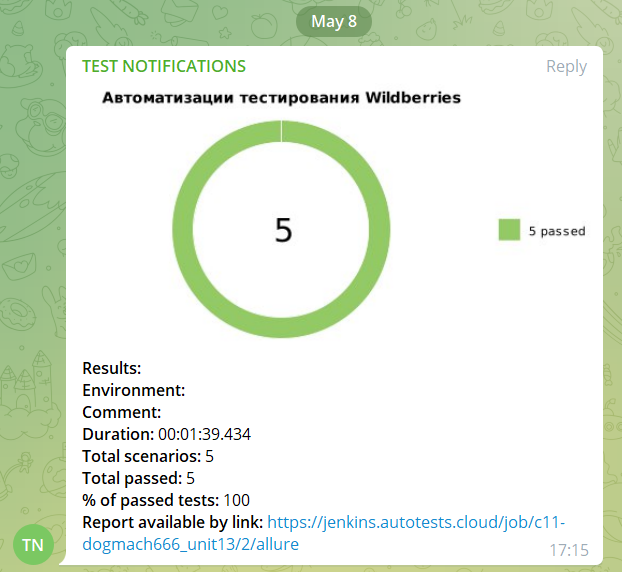 May 8
TEST NOTIFICATIONS
Reply
Автоматизации тестирования Wildberries
5
5 passed
Results:
Environment:
Comment:
Duration: 00:01:39.434
Total scenarios: 5
Total passed: 5
% of passed tests: 100
Report available by link: https://jenkins.autotests.cloud/job/c11-
dogmach666_unit13/2/allure
TN
17:15